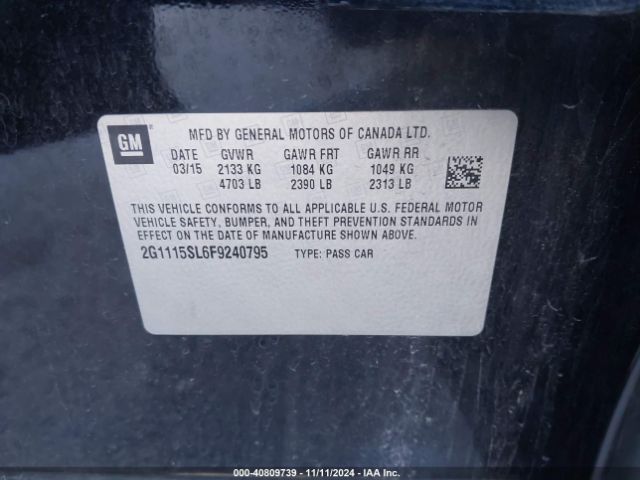 GM
MFD BY GENERAL MOTORS OF CANADA LTD.
DATE GVWR GAWR FRT GAWR RR
03/15 2133 KG 1084 KG 1049 KG
4703 LB 2390 LB 2313 LB
THIS VEHICLE CONFORMS TO ALL APPLICABLE U.S. FEDERAL MOTOR
VEHICLE SAFETY, BUMPER, AND THEFT PREVENTION STANDARDS IN
EFFECT ON THE DATE OF MANUFACTURE SHOWN ABOVE.
2G1115SL6F9240795 TYPE: PASS CAR
000-40809739 - 11/11/2024 - IAA Inc.